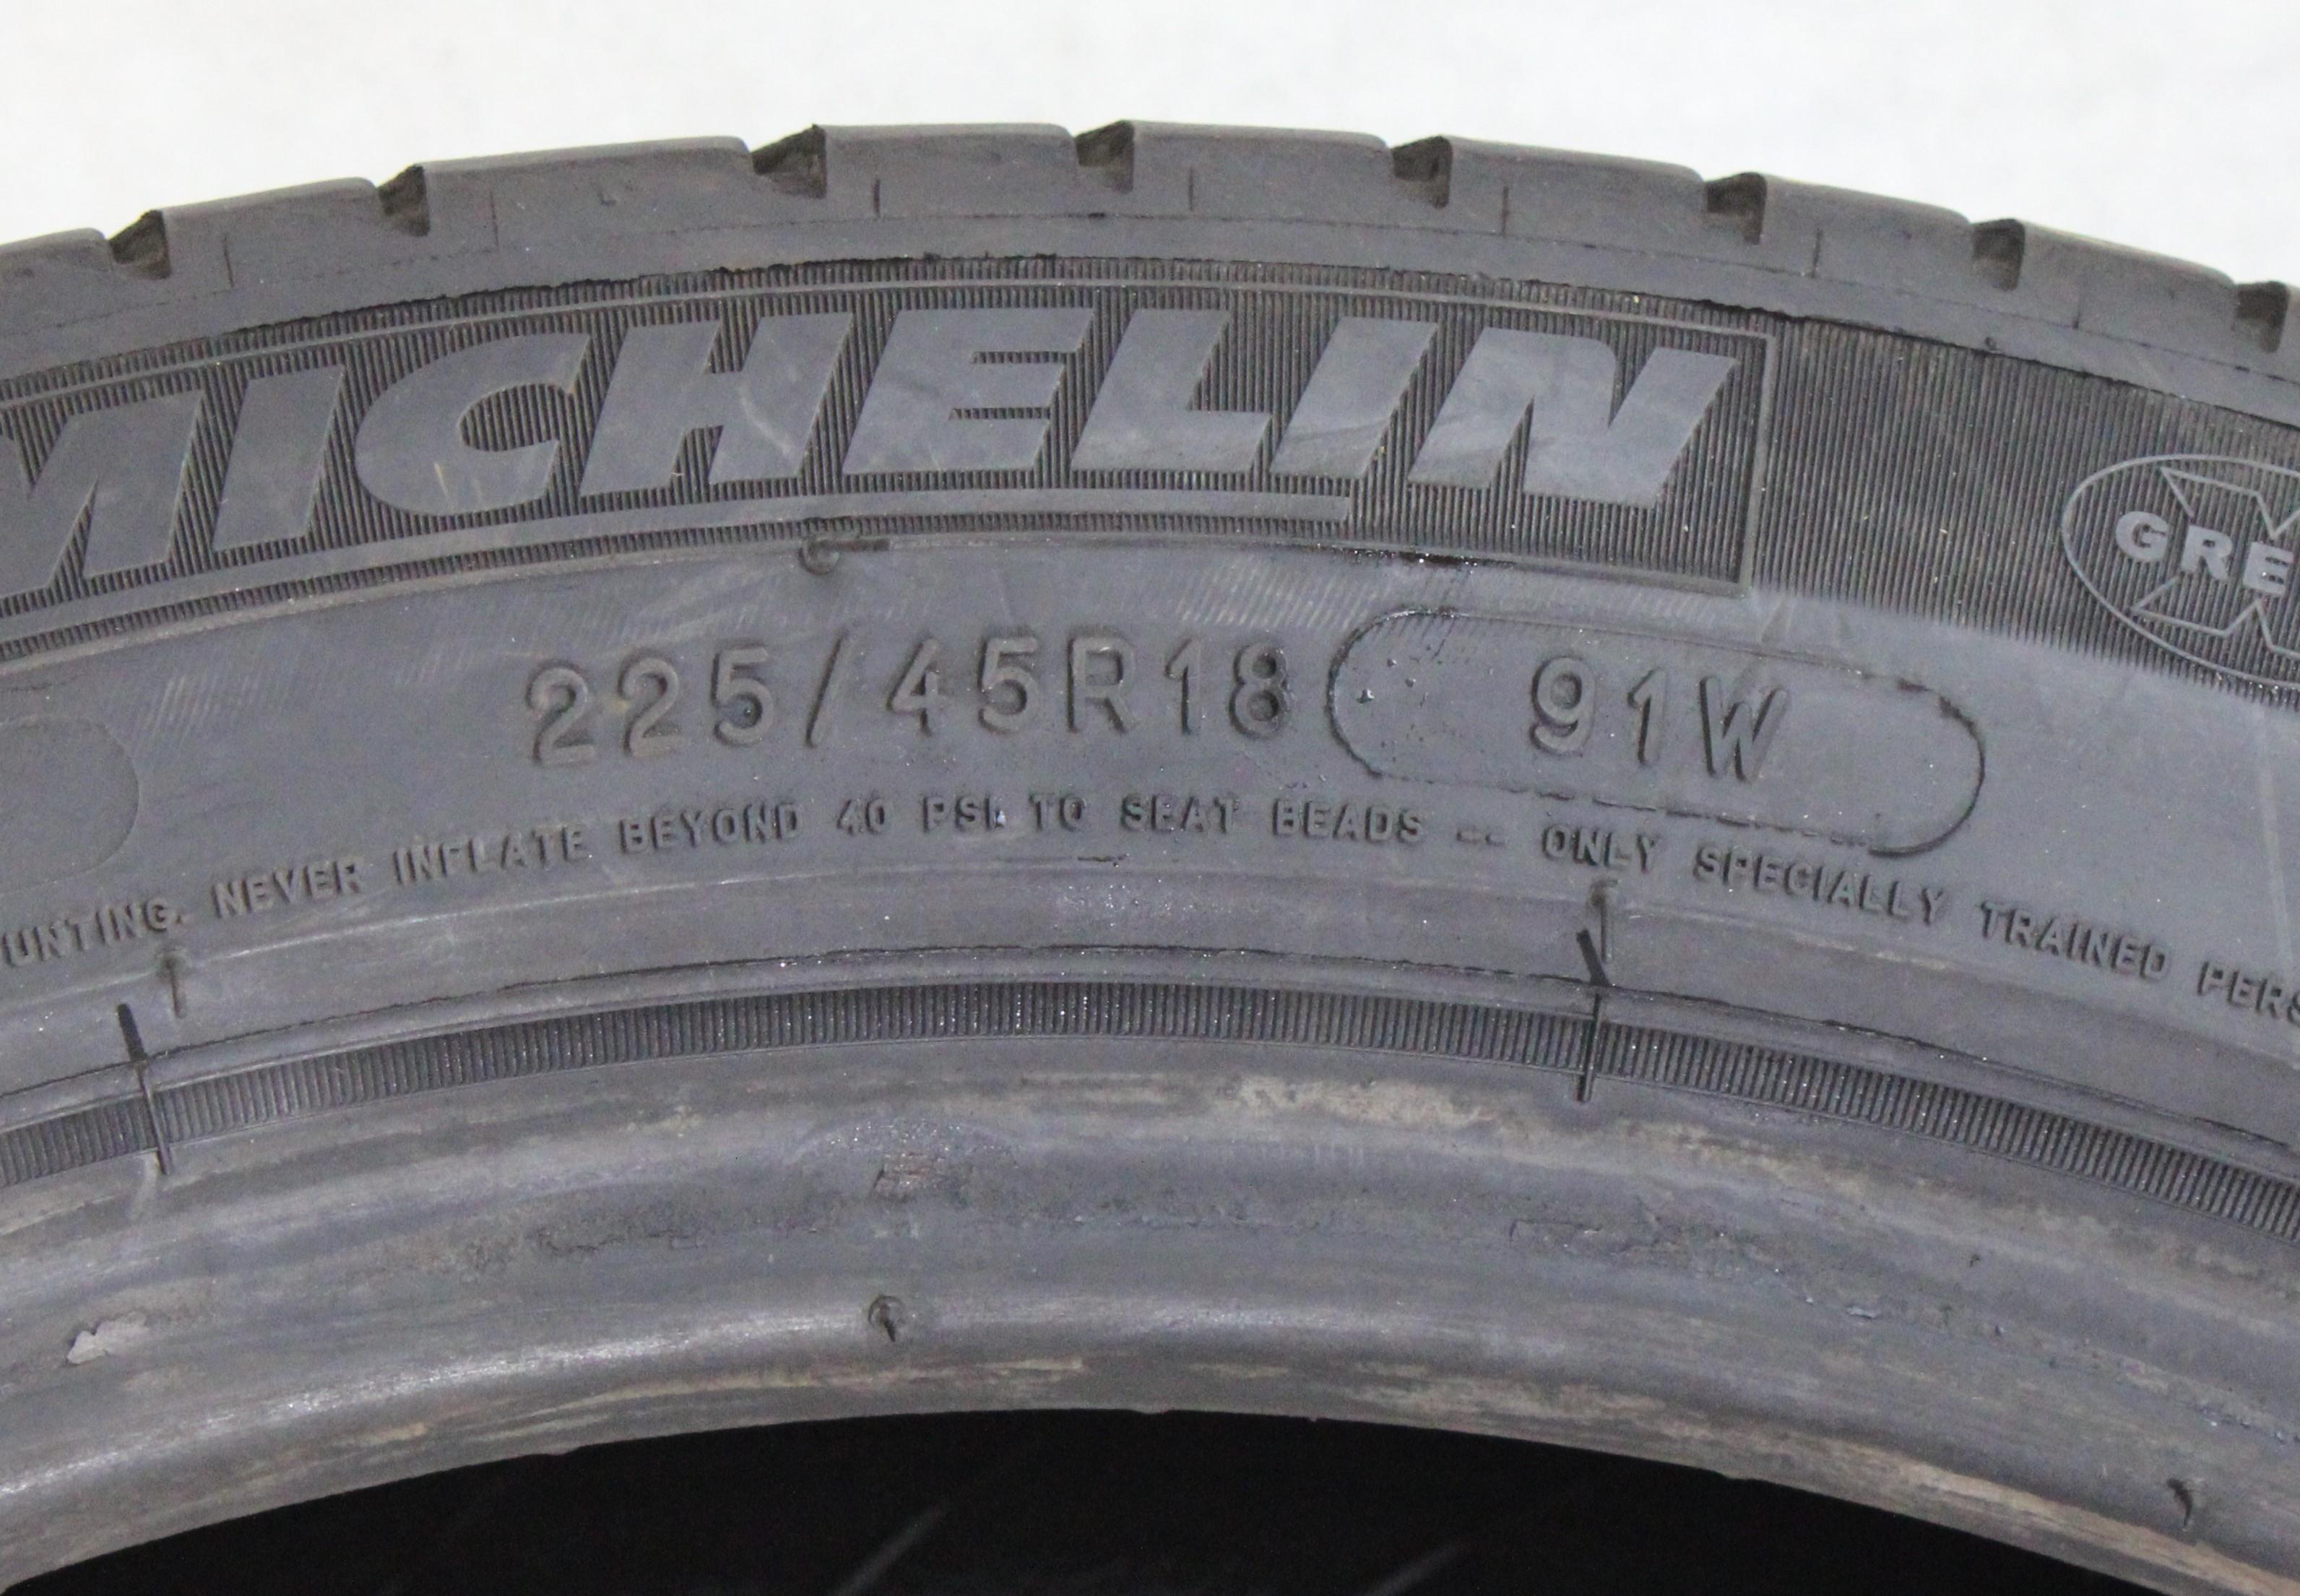 MICHELIN
GRE
225/45R18 91W
UNTING. NEVER INFLATE BEYOND 40 PSI TO SEAT BEADS -- ONLY SPECIALLY TRAINED PERS